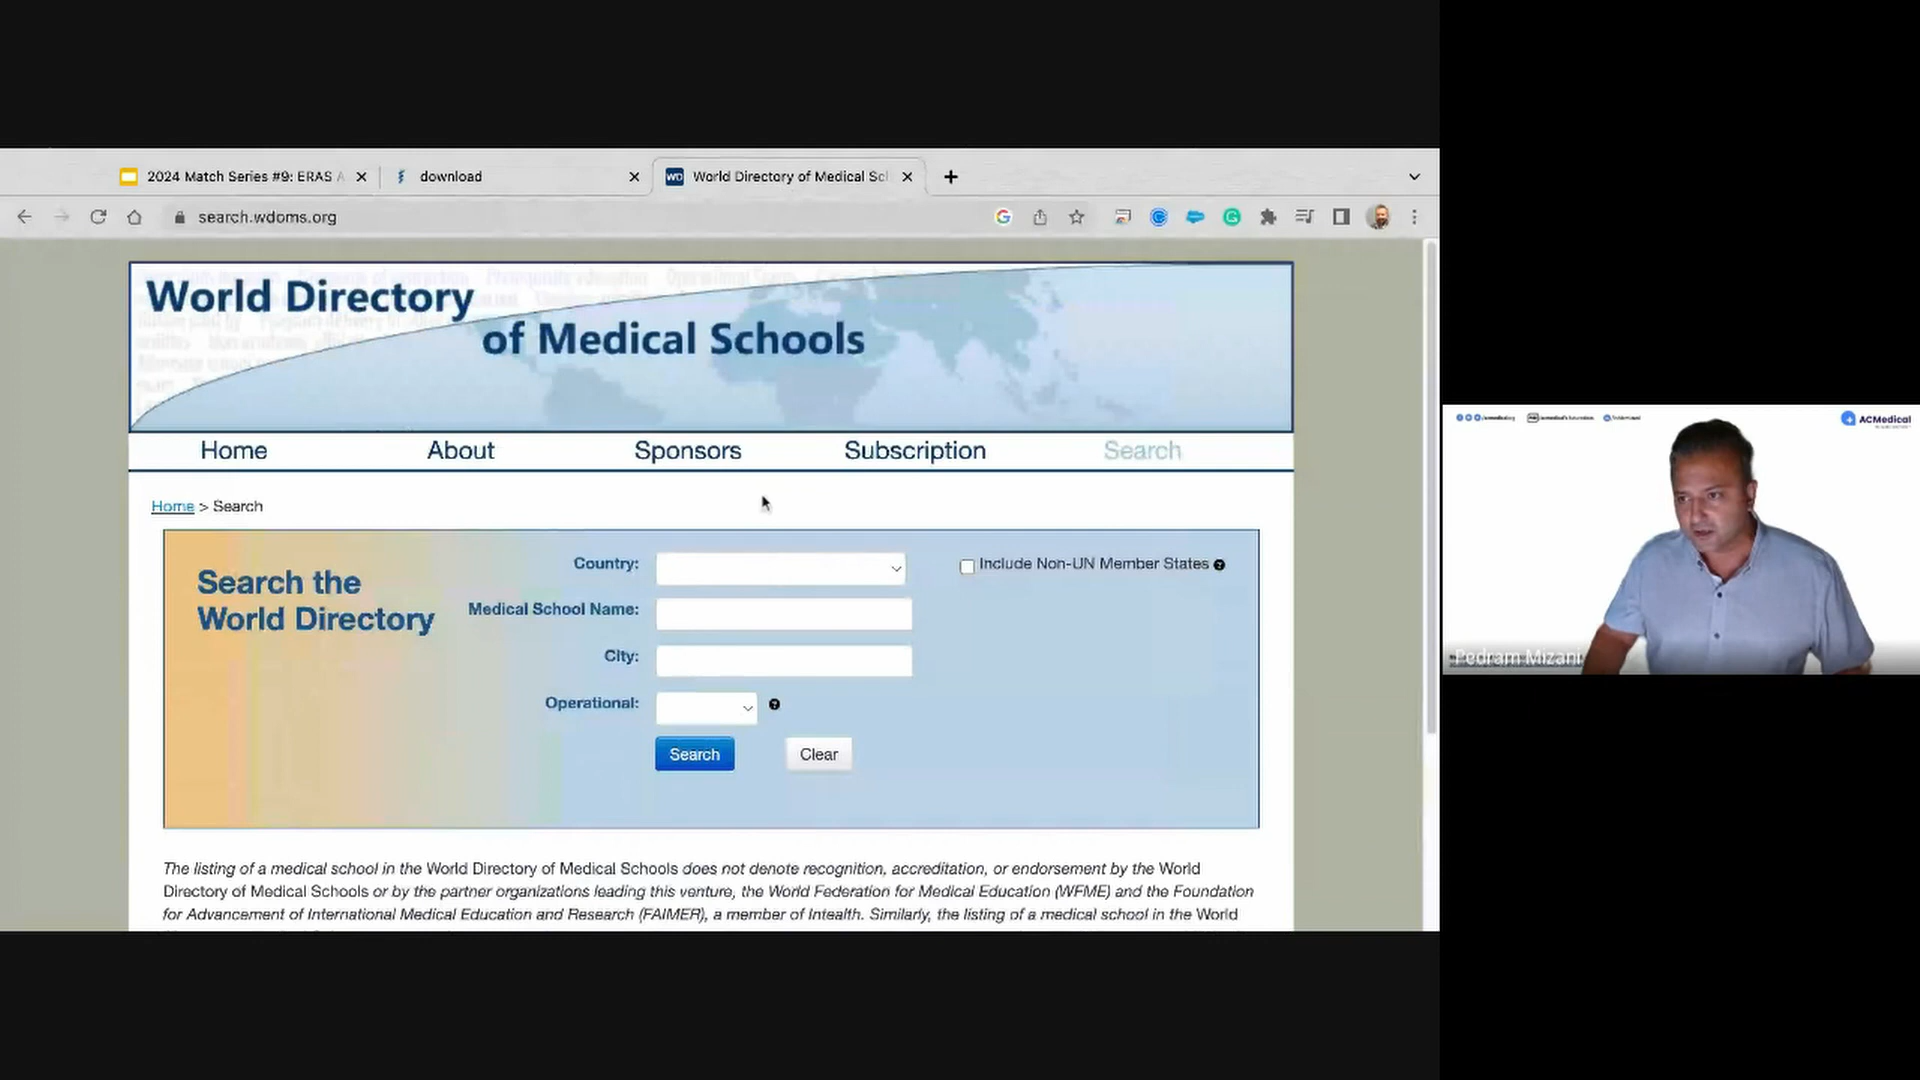 2024 Match Series #9: ERAS A
download
World Directory of Medical Sc
search.wdoms.org
World Directory
of Medical Schools
Home
About
Sponsors
Subscription
Search
Home > Search
Search the
World Directory
Country:
Include Non-UN Member States
Medical School Name:
City:
Operational:
Search
Clear
The listing of a medical school in the World Directory of Medical Schools does not denote recognition, accreditation, or endorsement by the World
Directory of Medical Schools or by the partner organizations leading this venture, the World Federation for Medical Education (WFME) and the Foundation
for Advancement of International Medical Education and Research (FAIMER), a member of Intealth. Similarly, the listing of a medical school in the World
ACMedical
Pedram Mizani